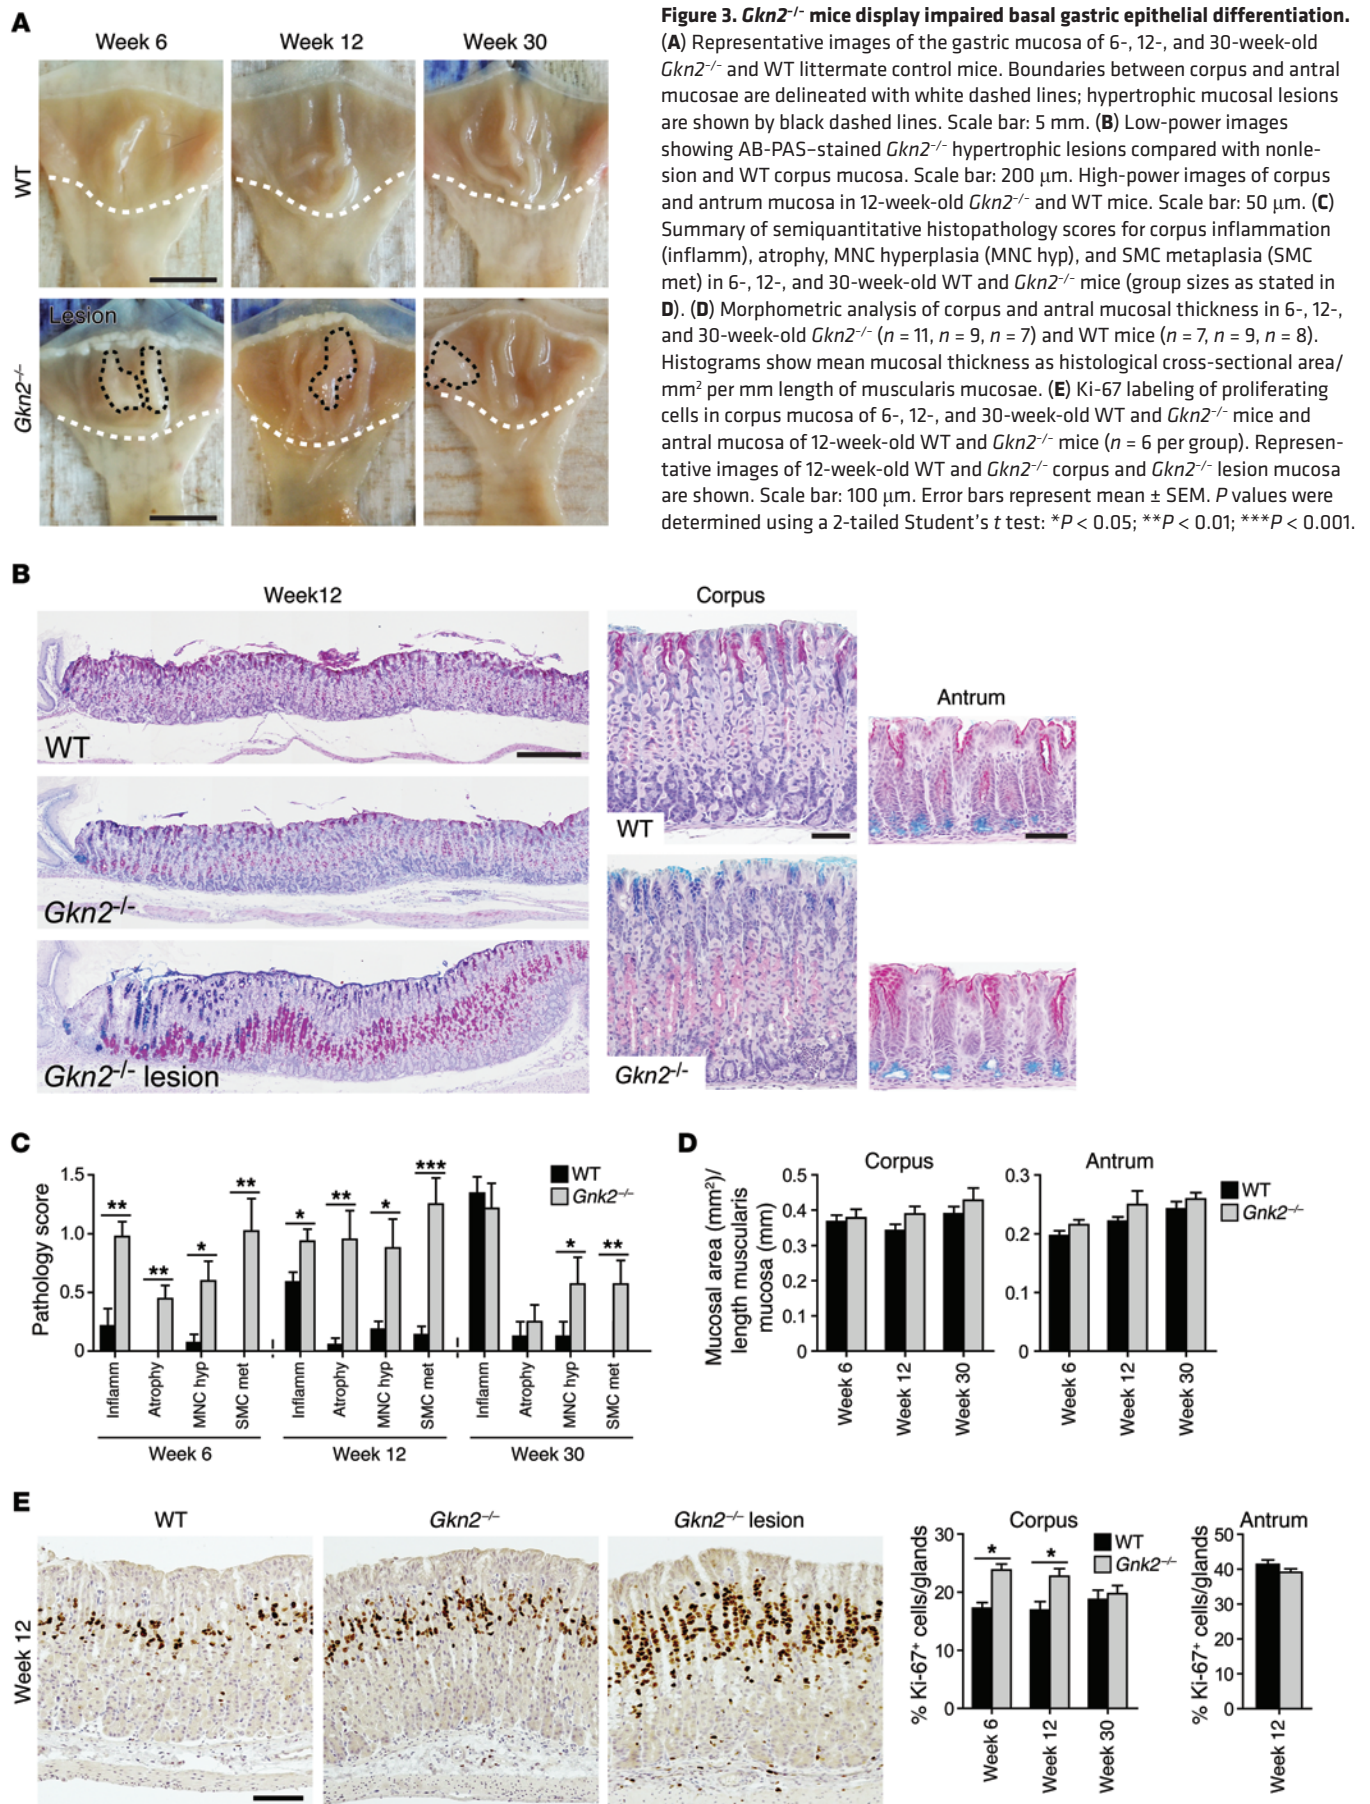 A
Week 6
Week 12
Week 30
WT
Lesion
Gkn2⁻/⁻
Figure 3. Gkn2⁻/⁻ mice display impaired basal gastric epithelial differentiation.
(A) Representative images of the gastric mucosa of 6-, 12-, and 30-week-old
Gkn2⁻/⁻ and WT littermate control mice. Boundaries between corpus and antral
mucosae are delineated with white dashed lines; hypertrophic mucosal lesions
are shown by black dashed lines. Scale bar: 5 mm. (B) Low-power images
showing AB-PAS–stained Gkn2⁻/⁻ hypertrophic lesions compared with nonle-
sion and WT corpus mucosa. Scale bar: 200 μm. High-power images of corpus
and antrum mucosa in 12-week-old Gkn2⁻/⁻ and WT mice. Scale bar: 50 μm. (C)
Summary of semiquantitative histopathology scores for corpus inflammation
(inflamm), atrophy, MNC hyperplasia (MNC hyp), and SMC metaplasia (SMC
met) in 6-, 12-, and 30-week-old WT and Gkn2⁻/⁻ mice (group sizes as stated in
D). (D) Morphometric analysis of corpus and antral mucosal thickness in 6-, 12-,
and 30-week-old Gkn2⁻/⁻ (n = 11, n = 9, n = 7) and WT mice (n = 7, n = 9, n = 8).
Histograms show mean mucosal thickness as histological cross-sectional area/
mm² per mm length of muscularis mucosae. (E) Ki-67 labeling of proliferating
cells in corpus mucosa of 6-, 12-, and 30-week-old WT and Gkn2⁻/⁻ mice and
antral mucosa of 12-week-old WT and Gkn2⁻/⁻ mice (n = 6 per group). Represen-
tative images of 12-week-old WT and Gkn2⁻/⁻ corpus and Gkn2⁻/⁻ lesion mucosa
are shown. Scale bar: 100 μm. Error bars represent mean ± SEM. P values were
determined using a 2-tailed Student's t test: *P < 0.05; **P < 0.01; ***P < 0.001.
B
Week12
Corpus
Antrum
WT
Gkn2⁻/⁻
Gkn2⁻/⁻ lesion
WT
Gkn2⁻/⁻
C
Pathology score
1.5
1.0
0.5
0
** ** * ** * ** * *** * **
WT
Gnk2⁻/⁻
Inflamm
Atrophy
MNC hyp
SMC met
Inflamm
Atrophy
MNC hyp
SMC met
Inflamm
Atrophy
MNC hyp
SMC met
Week 6
Week 12
Week 30
D
Mucosal area (mm²)/
length muscularis
mucosa (mm)
Corpus
0.5
0.4
0.3
0.2
0.1
0
Week 6
Week 12
Week 30
Antrum
0.3
0.2
0.1
0
Week 6
Week 12
Week 30
WT
Gnk2⁻/⁻
E
WT
Gkn2⁻/⁻
Gkn2⁻/⁻ lesion
Week 12
% Ki-67⁺ cells/glands
Corpus
30
20
10
0
* *
WT
Gnk2⁻/⁻
Week 6
Week 12
Week 30
% Ki-67⁺ cells/glands
Antrum
50
40
30
20
10
0
Week 12